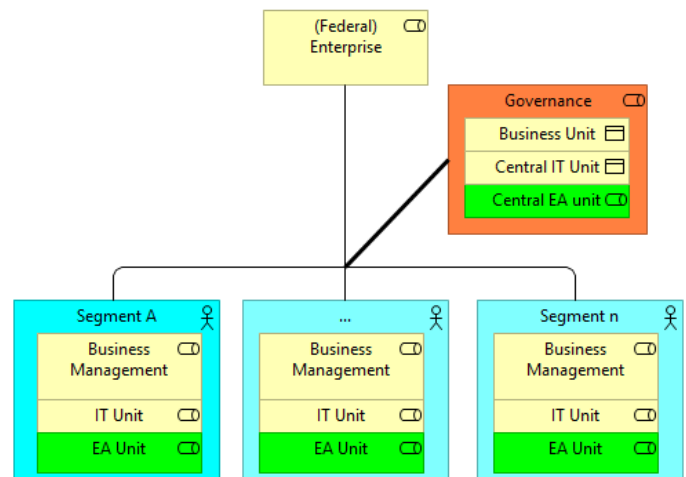 (Federal)
Enterprise
Governance
Business Unit
Central IT Unit
Central EA unit
Segment A
Business
Management
IT Unit
EA Unit
...
Business
Management
IT Unit
EA Unit
Segment n
Business
Management
IT Unit
EA Unit